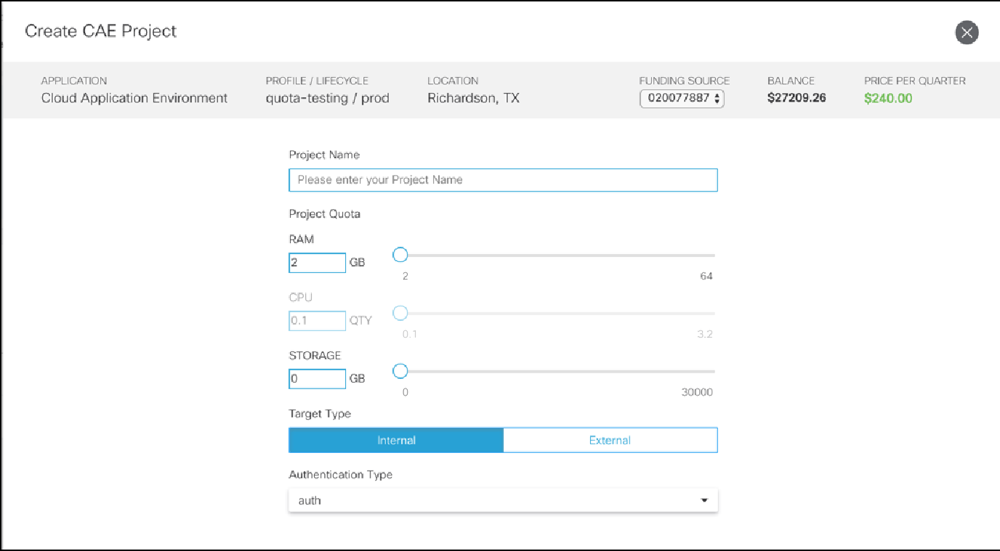 Create CAE Project
APPLICATION PROFILE / LIFECYCLE LOCATION FUNDING SOURCE BALANCE PRICE PER QUARTER
Cloud Application Environment quota-testing / prod Richardson, TX 020077887 $27209.26 $240.00
Project Name
Please enter your Project Name
Project Quota
RAM
2 GB
2 64
CPU
0.1 QTY
0.1 3.2
STORAGE
0 GB
0 30000
Target Type
Internal External
Authentication Type
auth